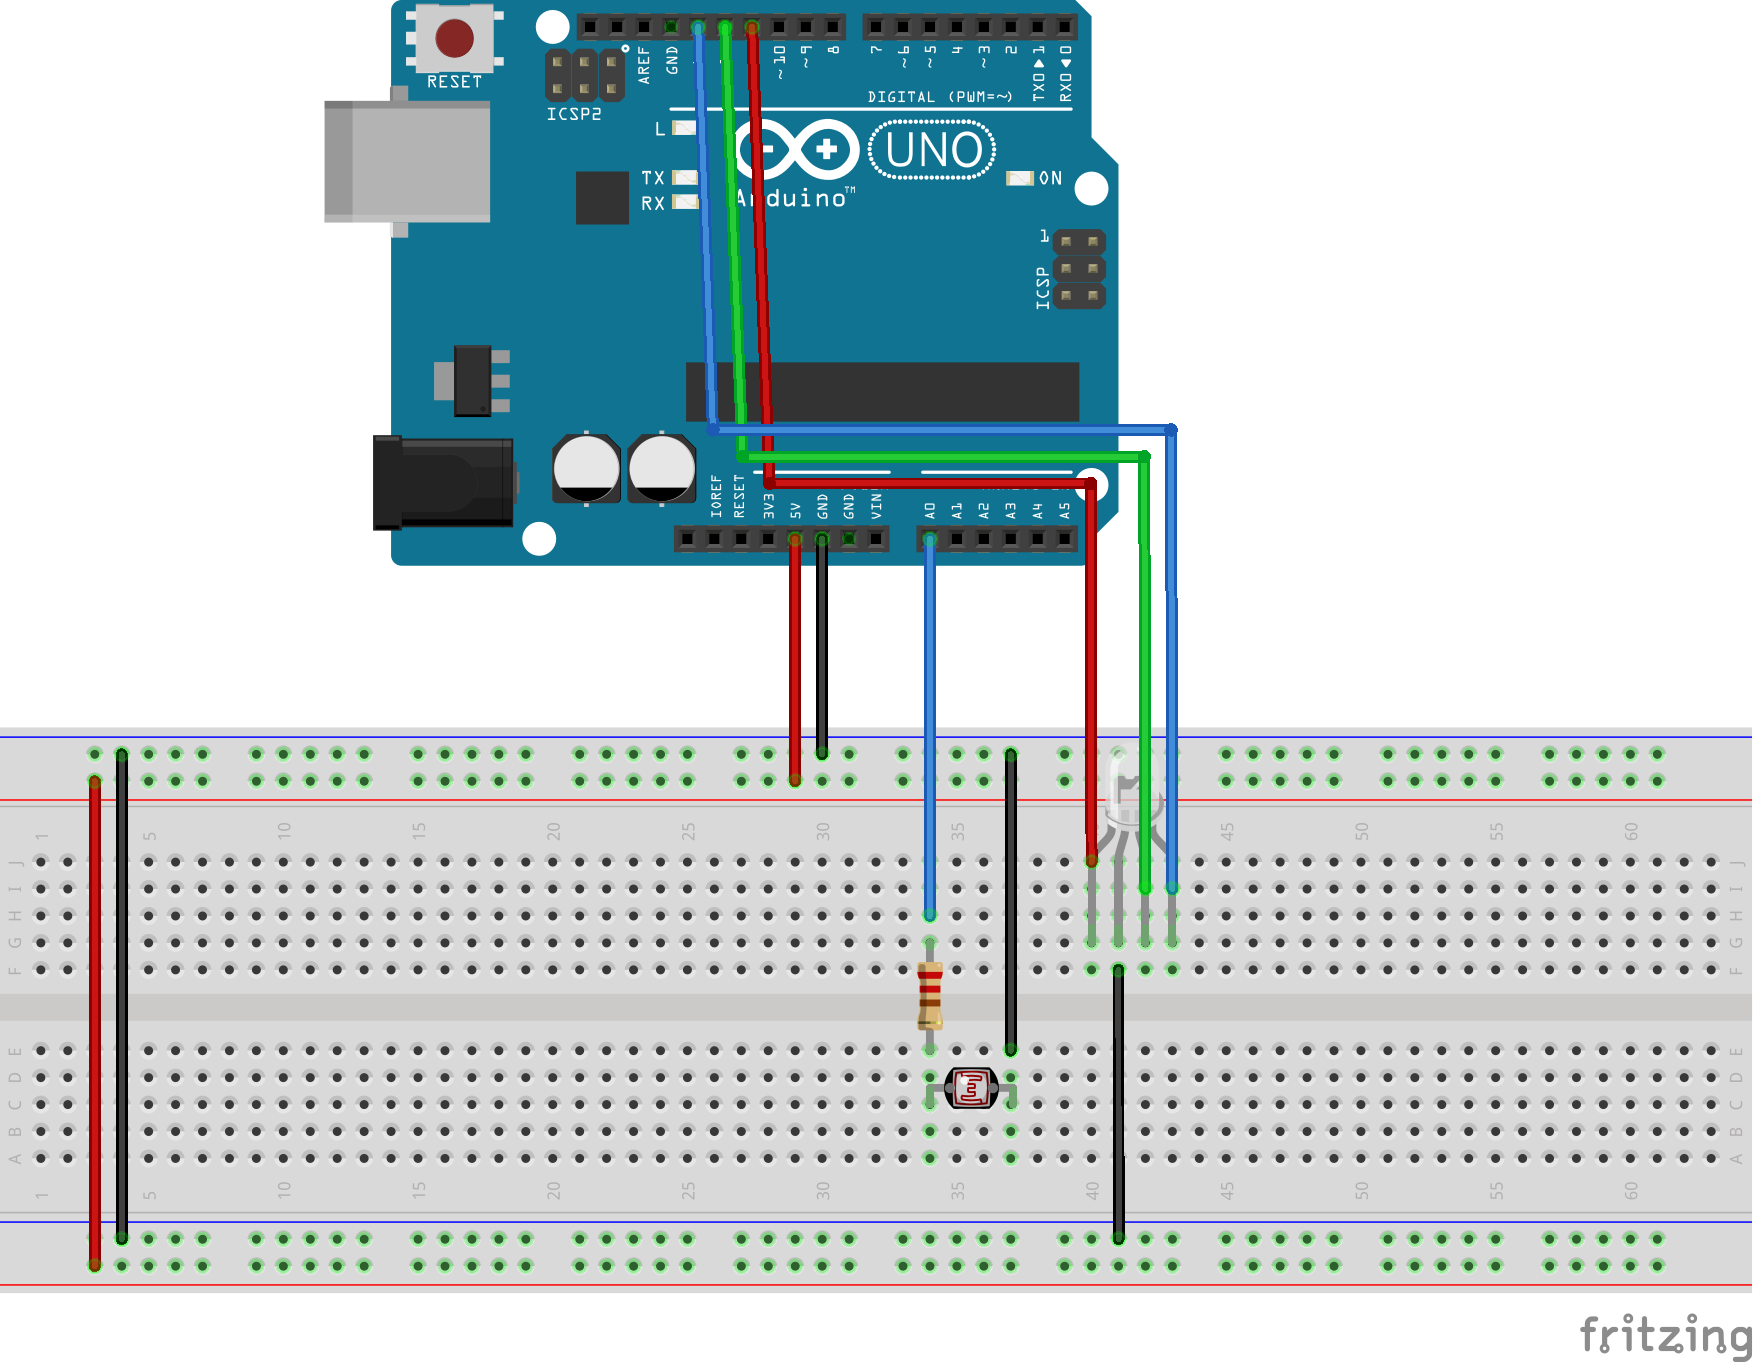 RESET
ICSP2
AREF
GND
~10
~9
8
7
~6
~5
4
~3
2
TX0▶1
RX0◀0
DIGITAL (PWM=~)
L
TX
RX
UNO
Arduino™
ON
1
ICSP
IOREF
RESET
3V3
5V
GND
GND
VIN
A0
A1
A2
A3
A4
A5
1 5 10 15 20 25 30 35 45 50 55 60
J J
I I
H H
G G
F F
E E
D D
C C
B B
A A
1 5 10 15 20 25 30 35 40 45 50 55 60
fritzing